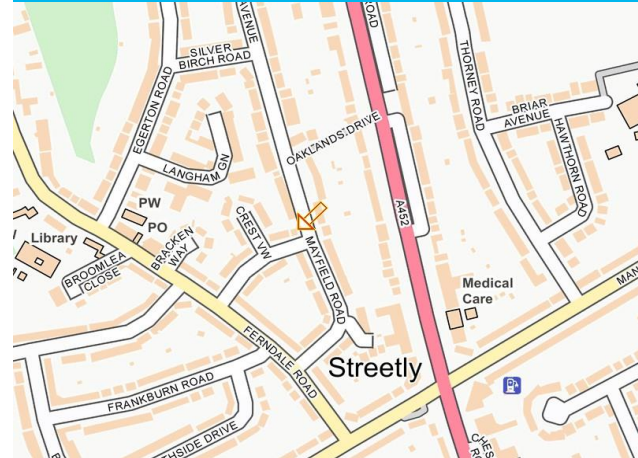 AVENUE
ROAD
SILVER
BIRCH ROAD
THORNEY ROAD
EGERTON ROAD
BRIAR
AVENUE
HAWTHORN ROAD
OAKLANDS DRIVE
LANGHAM GN
PW
PO
A452
CREST VW
Library
BRACKEN
WAY
BROOMLEA
CLOSE
MAYFIELD ROAD
Medical
Care
MAN
FERNDALE ROAD
Streetly
FRANKBURN ROAD
THSIDE DRIVE
CHES